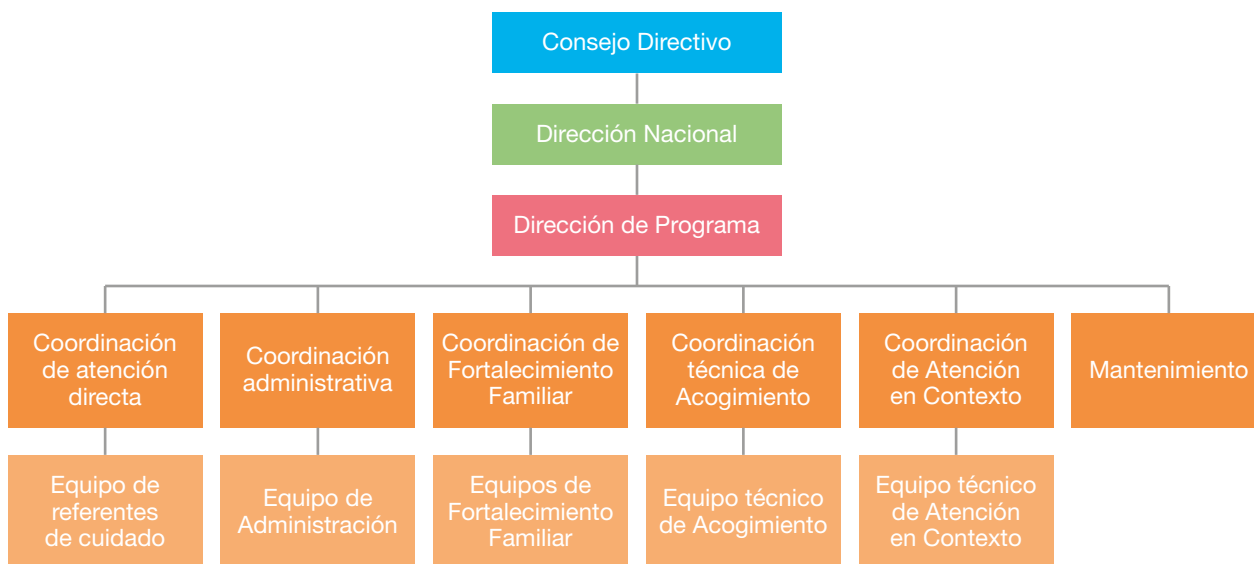 Consejo Directivo
Dirección Nacional
Dirección de Programa
Coordinación
de atención
directa
Coordinación
administrativa
Coordinación de
Fortalecimiento
Familiar
Coordinación
técnica de
Acogimiento
Coordinación
de Atención
en Contexto
Mantenimiento
Equipo de
referentes
de cuidado
Equipo de
Administración
Equipos de
Fortalecimiento
Familiar
Equipo técnico
de Acogimiento
Equipo técnico
de Atención
en Contexto